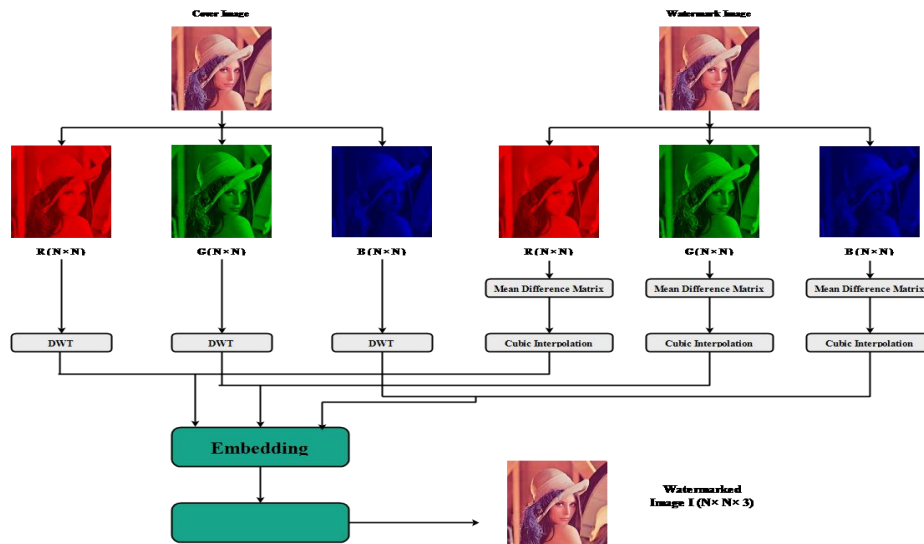 Cover Image
Watermark Image
R (N × N)
G (N × N)
B (N × N)
R (N × N)
G (N × N)
B (N × N)
Mean Difference Matrix
Mean Difference Matrix
Mean Difference Matrix
DWT
DWT
DWT
Cubic Interpolation
Cubic Interpolation
Cubic Interpolation
Embedding
Watermarked
Image I (N× N× 3)